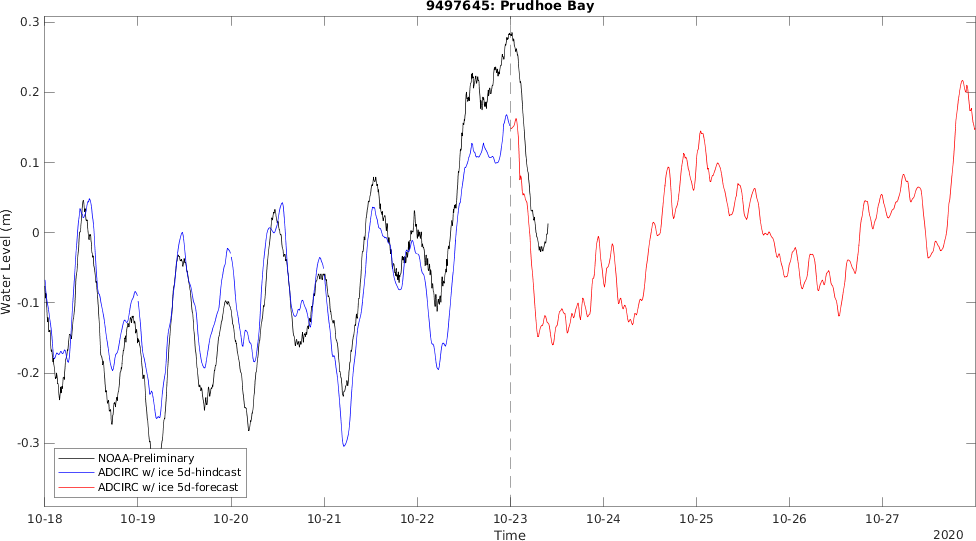 9497645: Prudhoe Bay
0.3
0.2
0.1
0
-0.1
-0.2
-0.3
Water Level (m)
NOAA-Preliminary
ADCIRC w/ ice 5d-hindcast
ADCIRC w/ ice 5d-forecast
10-18 10-19 10-20 10-21 10-22 10-23 10-24 10-25 10-26 10-27
Time
2020